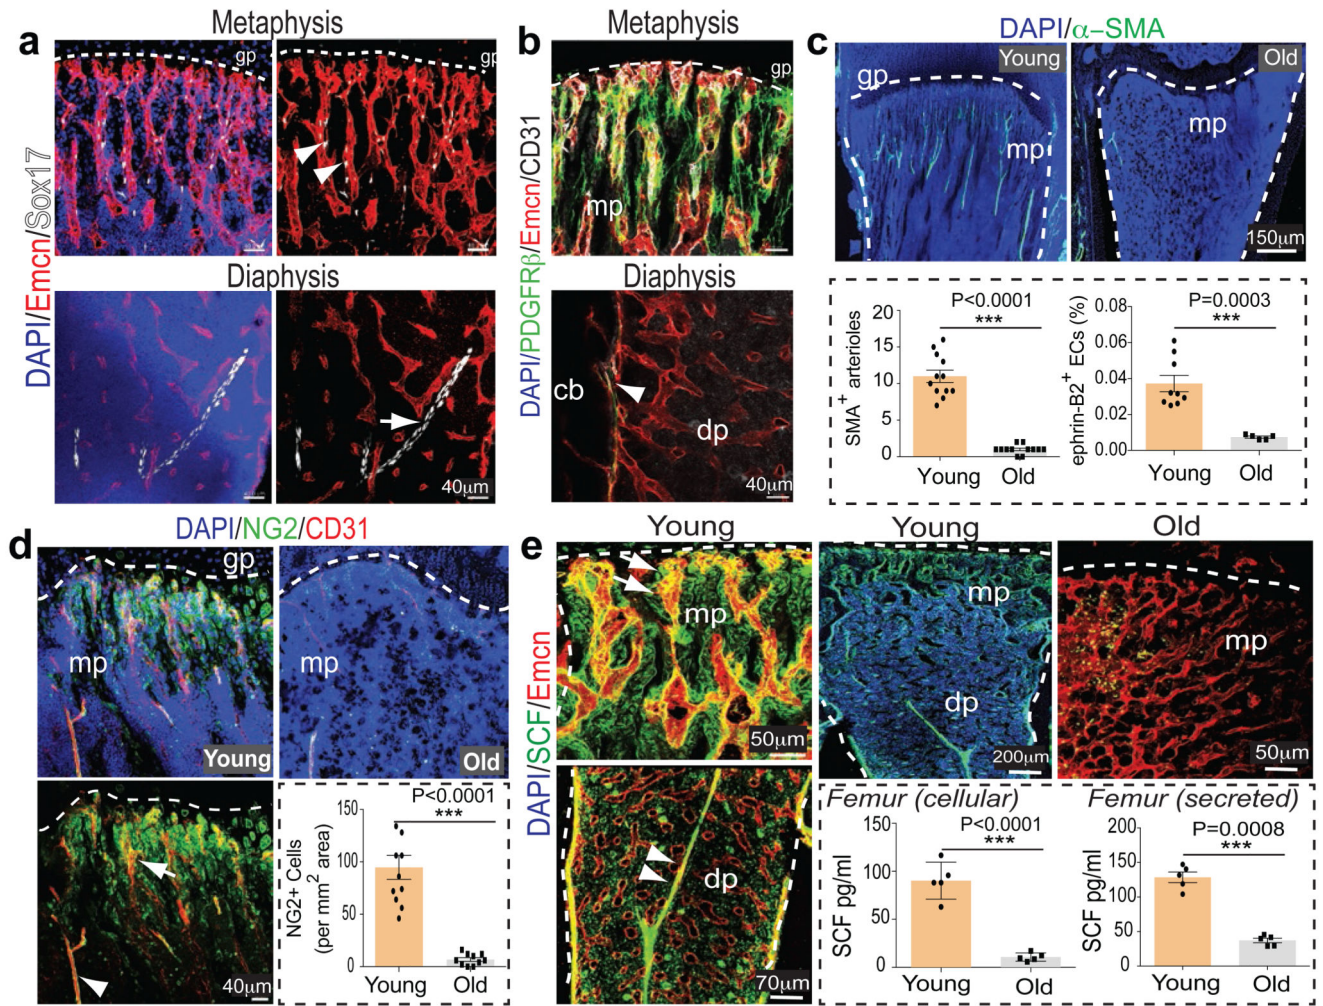 a
Metaphysis
gp
DAPI/Emcn/Sox17
Diaphysis
40µm
b
Metaphysis
gp
mp
DAPI/PDGFRβ/Emcn/CD31
Diaphysis
cb
dp
40µm
c
DAPI/α-SMA
Young
gp
mp
Old
mp
150µm
P<0.0001
***
SMA+ arterioles
20
15
10
5
0
Young
Old
P=0.0003
***
ephrin-B2+ ECs (%)
0.08
0.06
0.04
0.02
0.00
Young
Old
d
DAPI/NG2/CD31
gp
mp
Young
mp
Old
40µm
P<0.0001
***
NG2+ Cells
(per mm2 area)
150
100
50
0
Young
Old
e
Young
Young
Old
DAPI/SCF/Emcn
mp
50µm
mp
dp
200µm
mp
50µm
dp
70µm
Femur (cellular)
P<0.0001
***
SCF pg/ml
150
100
50
0
Young
Old
Femur (secreted)
P=0.0008
***
SCF pg/ml
200
150
100
50
0
Young
Old